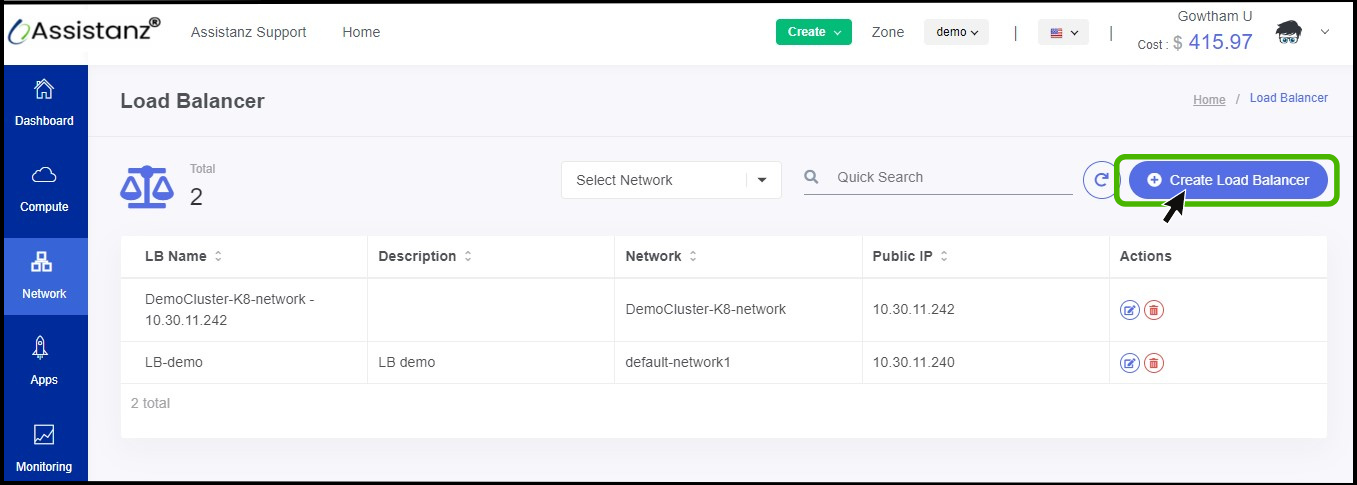 Assistanz®
Assistanz Support
Home
Create
Zone
demo
|
|
Gowtham U
Cost : $ 415.97
Dashboard
Compute
Network
Apps
Monitoring
Load Balancer
Home / Load Balancer
Total
2
Select Network
Quick Search
Create Load Balancer
LB Name Description Network Public IP Actions
DemoCluster-K8-network -
10.30.11.242
DemoCluster-K8-network 10.30.11.242
LB-demo LB demo default-network1 10.30.11.240
2 total